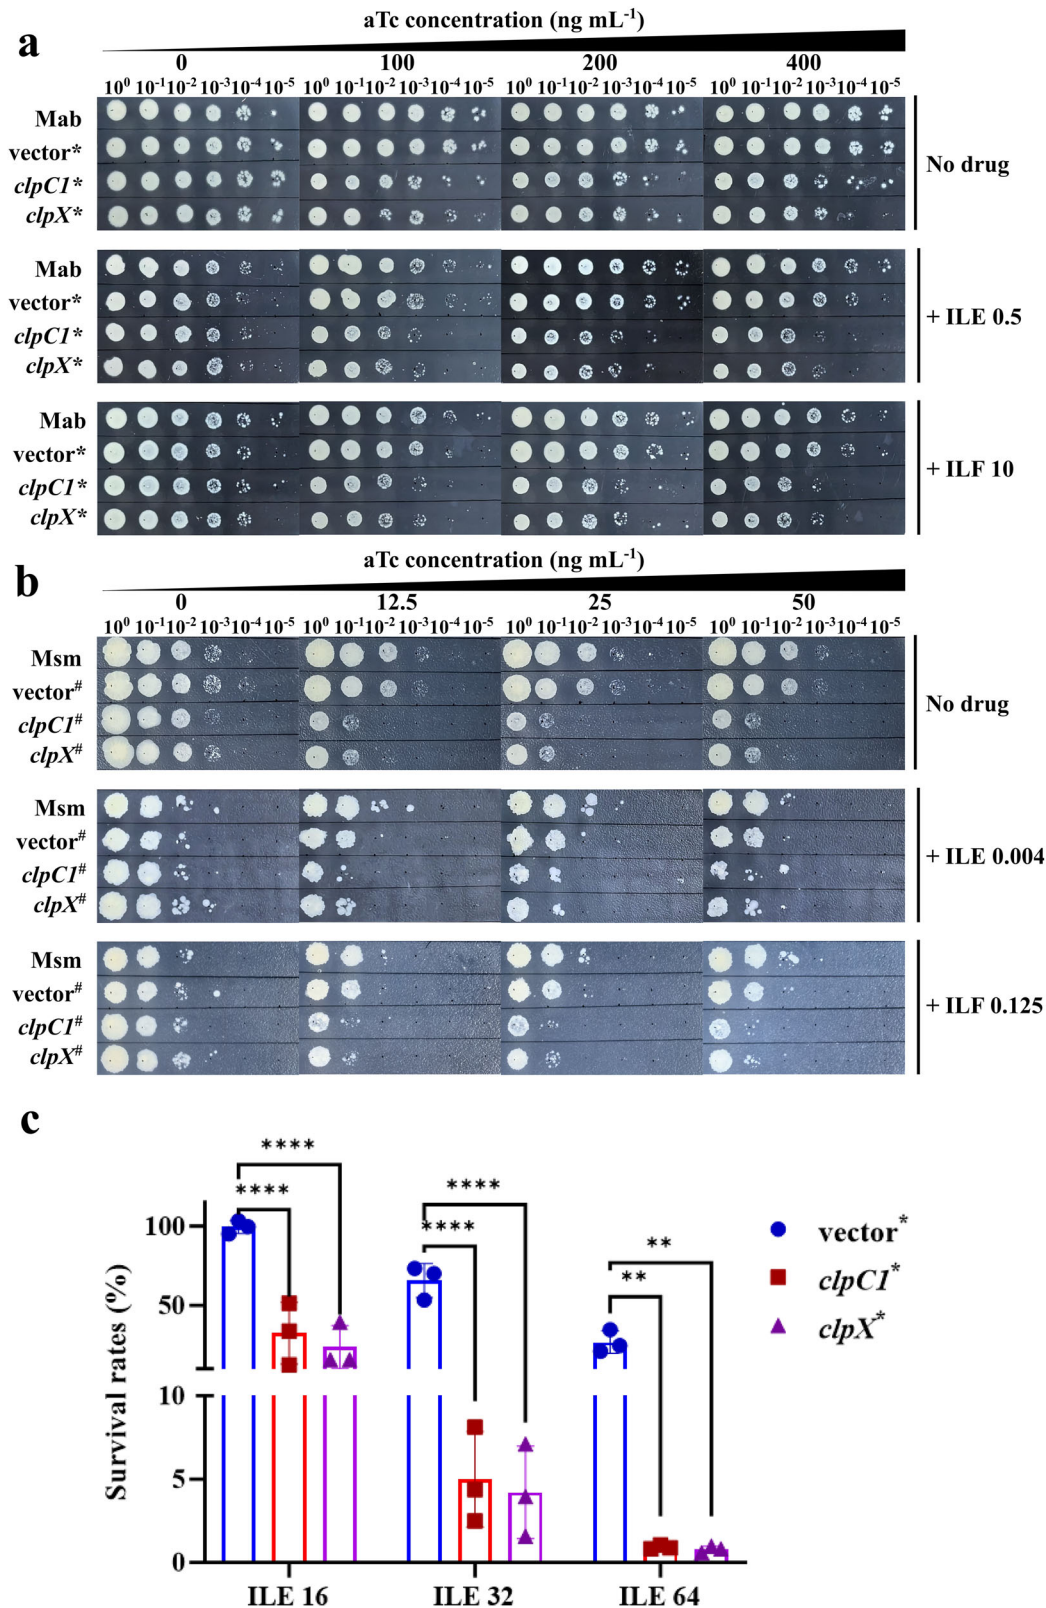 a
aTc concentration (ng mL⁻¹)
0 100 200 400
10⁰ 10⁻¹ 10⁻² 10⁻³ 10⁻⁴ 10⁻⁵ 10⁰ 10⁻¹ 10⁻² 10⁻³ 10⁻⁴ 10⁻⁵ 10⁰ 10⁻¹ 10⁻² 10⁻³ 10⁻⁴ 10⁻⁵ 10⁰ 10⁻¹ 10⁻² 10⁻³ 10⁻⁴ 10⁻⁵
Mab
vector*
clpC1*
clpX*
No drug
Mab
vector*
clpC1*
clpX*
+ ILE 0.5
Mab
vector*
clpC1*
clpX*
+ ILF 10
b
aTc concentration (ng mL⁻¹)
0 12.5 25 50
10⁰ 10⁻¹ 10⁻² 10⁻³ 10⁻⁴ 10⁻⁵ 10⁰ 10⁻¹ 10⁻² 10⁻³ 10⁻⁴ 10⁻⁵ 10⁰ 10⁻¹ 10⁻² 10⁻³ 10⁻⁴ 10⁻⁵ 10⁰ 10⁻¹ 10⁻² 10⁻³ 10⁻⁴ 10⁻⁵
Msm
vector#
clpC1#
clpX#
No drug
Msm
vector#
clpC1#
clpX#
+ ILE 0.004
Msm
vector#
clpC1#
clpX#
+ ILF 0.125
c
Survival rates (%)
100
50
10
5
0
****
****
****
****
**
**
ILE 16 ILE 32 ILE 64
vector*
clpC1*
clpX*